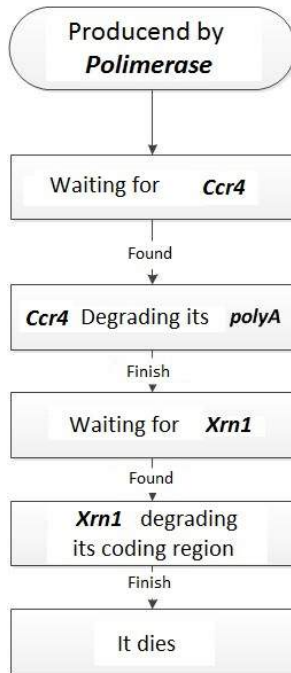 Producend by
Polimerase
Waiting for Ccr4
Found
Ccr4 Degrading its polyA
Finish
Waiting for Xrn1
Found
Xrn1 degrading
its coding region
Finish
It dies